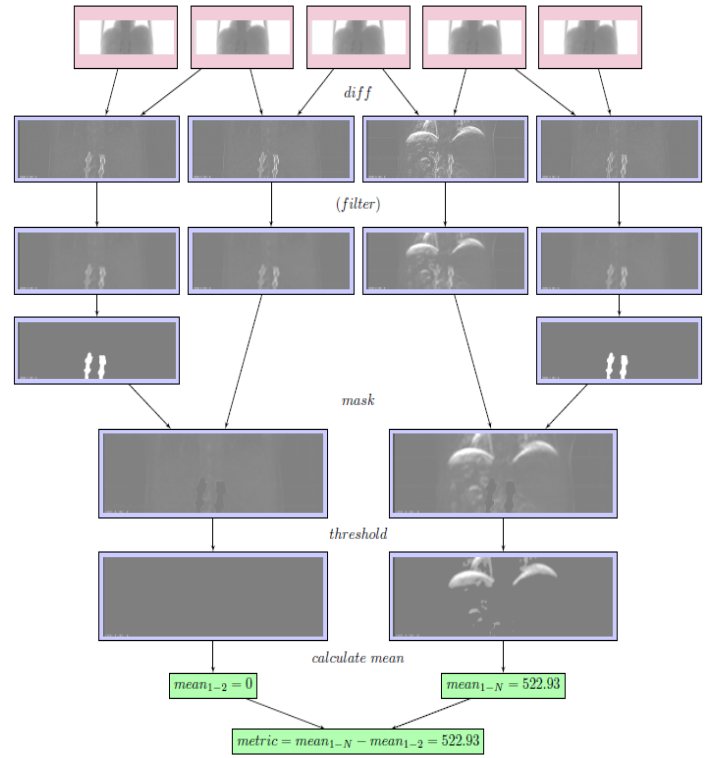 diff
(filter)
mask
threshold
calculate mean
mean₁₋₂ = 0
mean₁₋N = 522.93
metric = mean₁₋N − mean₁₋₂ = 522.93